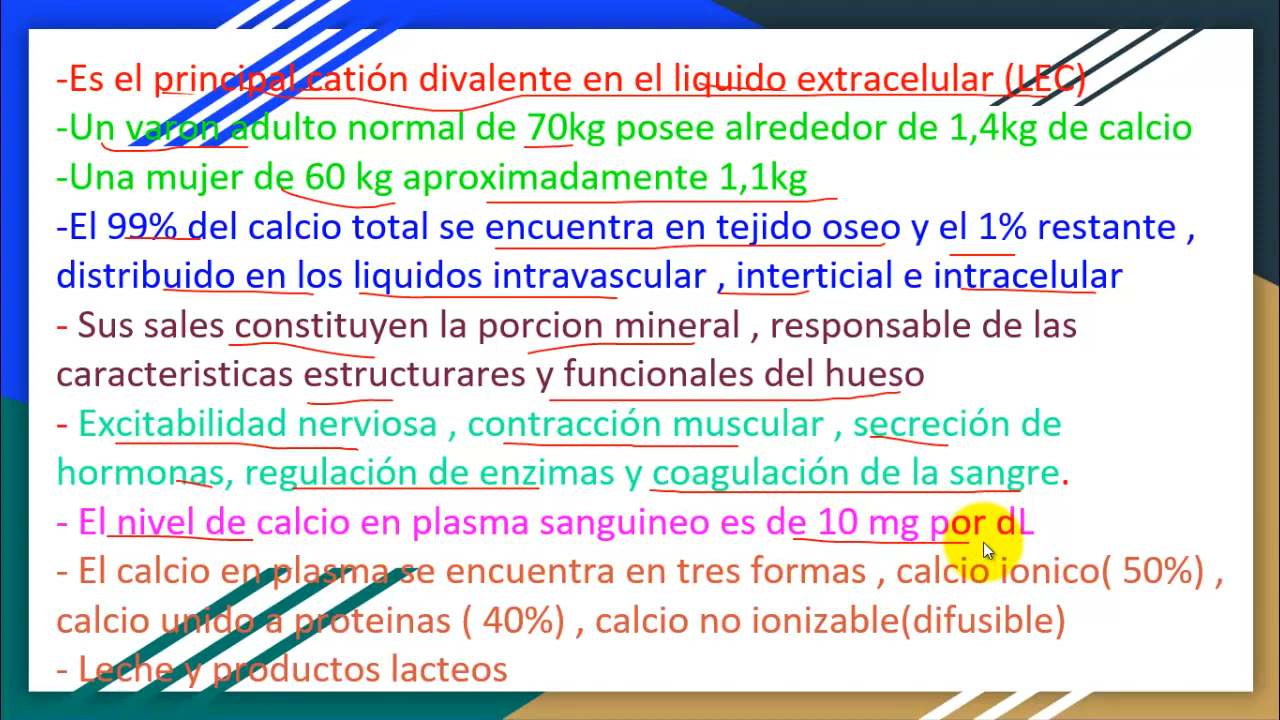 -Es el principal catión divalente en el liquido extracelular (LEC)
-Un varon adulto normal de 70kg posee alrededor de 1,4kg de calcio
-Una mujer de 60 kg aproximadamente 1,1kg
-El 99% del calcio total se encuentra en tejido oseo y el 1% restante ,
distribuido en los liquidos intravascular , interticial e intracelular
- Sus sales constituyen la porcion mineral , responsable de las
caracteristicas estructurares y funcionales del hueso
- Excitabilidad nerviosa , contracción muscular , secreción de
hormonas, regulación de enzimas y coagulación de la sangre.
- El nivel de calcio en plasma sanguineo es de 10 mg por dL
- El calcio en plasma se encuentra en tres formas , calcio ionico( 50%) ,
calcio unido a proteinas ( 40%) , calcio no ionizable(difusible)
- Leche y productos lacteos